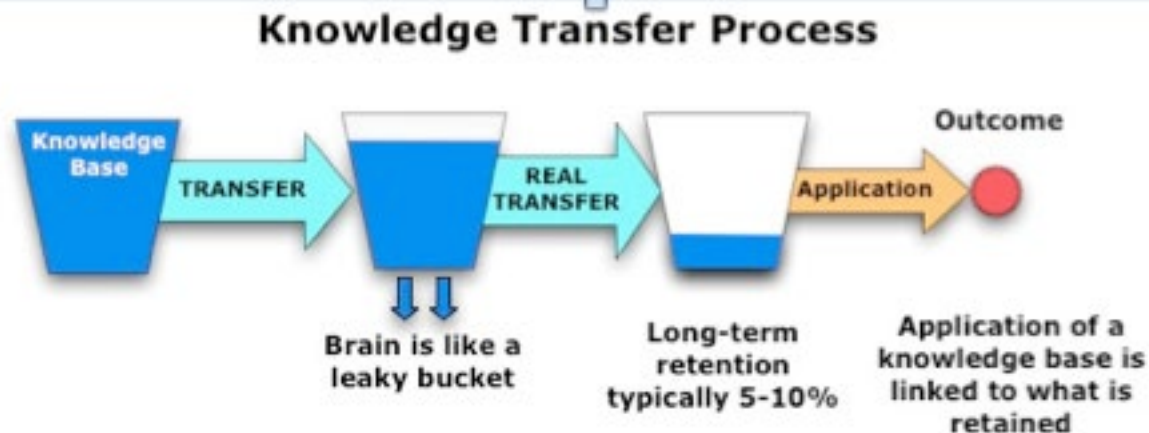 Knowledge Transfer Process
Knowledge
Base
TRANSFER
REAL
TRANSFER
Application
Outcome
Brain is like a
leaky bucket
Long-term
retention
typically 5-10%
Application of a
knowledge base is
linked to what is
retained